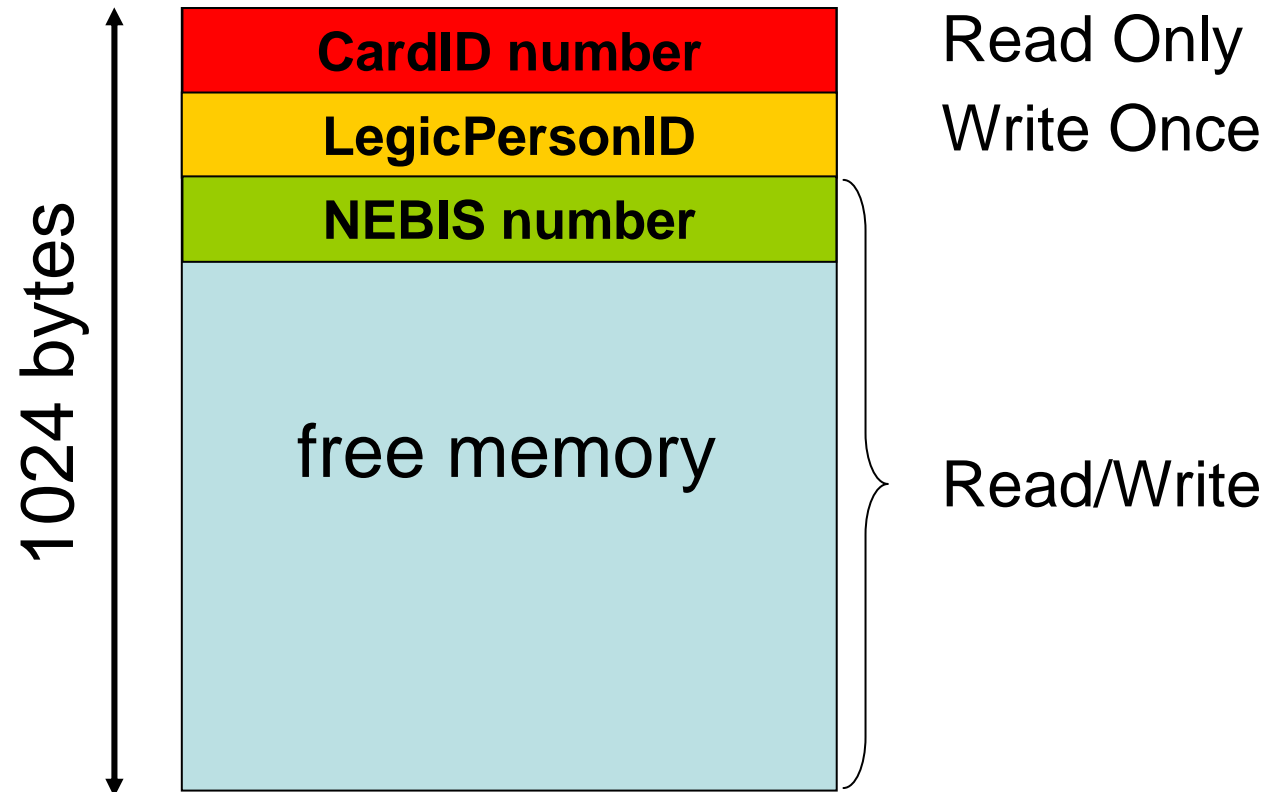 CardID number
Read Only
LegicPersonID
Write Once
NEBIS number
1024 bytes
free memory
Read/Write